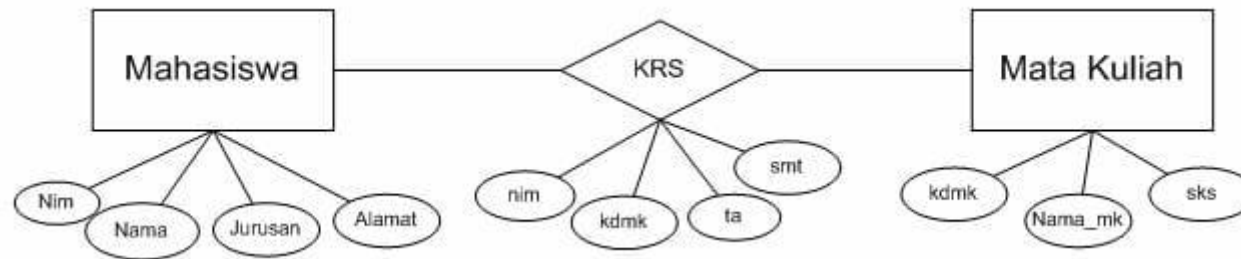 Mahasiswa
KRS
Mata Kuliah
Nim
Nama
Jurusan
Alamat
nim
kdmk
ta
smt
kdmk
Nama_mk
sks